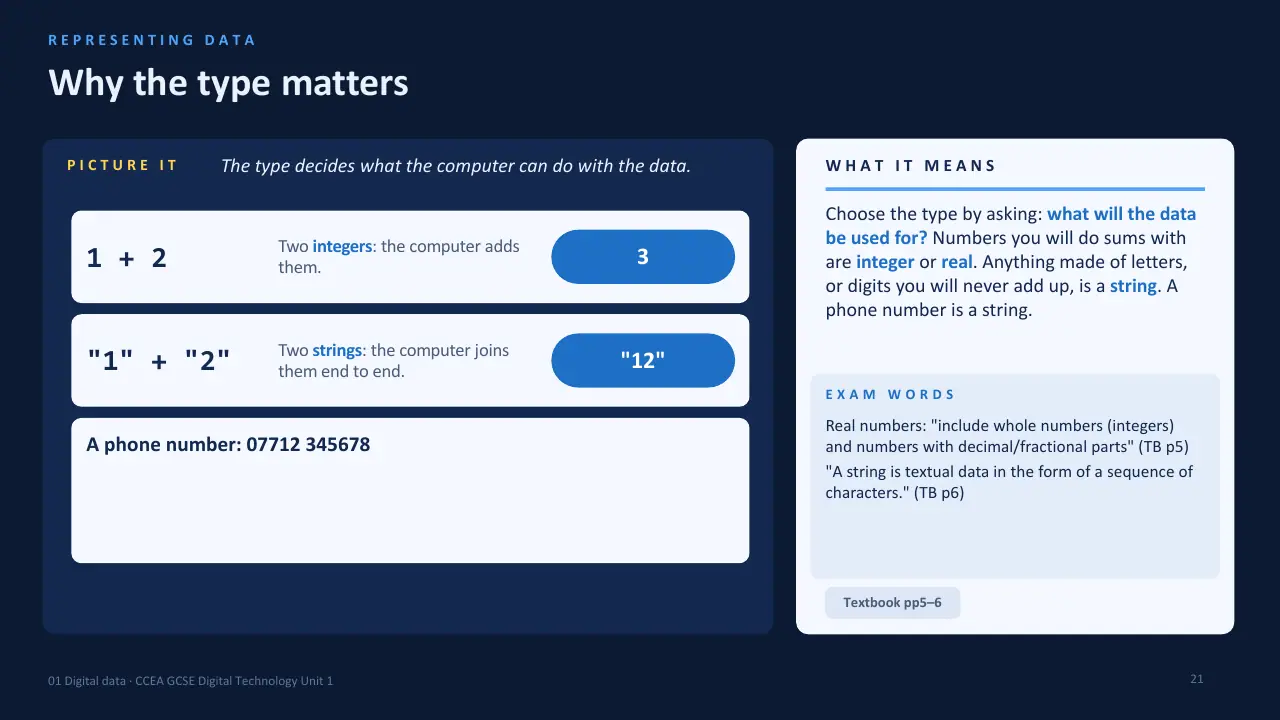 REPRESENTING DATA
Why the type matters
PICTURE IT
The type decides what the computer can do with the data.
1 + 2
Two integers: the computer adds
them.
3
"1" + "2"
Two strings: the computer joins
them end to end.
"12"
A phone number: 07712 345678
WHAT IT MEANS
Choose the type by asking: what will the data
be used for? Numbers you will do sums with
are integer or real. Anything made of letters,
or digits you will never add up, is a string. A
phone number is a string.
EXAM WORDS
Real numbers: "include whole numbers (integers)
and numbers with decimal/fractional parts" (TB p5)
"A string is textual data in the form of a sequence of
characters." (TB p6)
Textbook pp5–6
01 Digital data · CCEA GCSE Digital Technology Unit 1
21